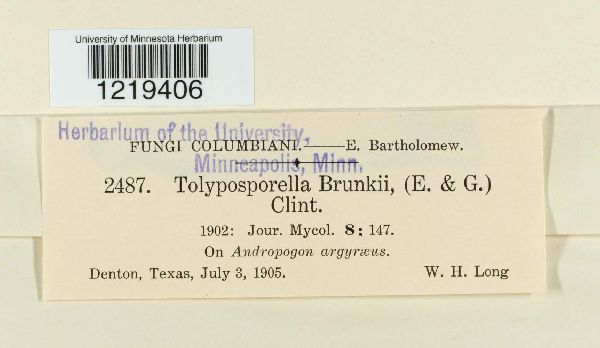 University of Minnesota Herbarium
1219406
Herbarium of the University,
FUNGI COLUMBIANI.——E. Bartholomew.
Minneapolis, Minn.
2487. Tolyposporella Brunkii, (E. & G.)
Clint.
1902: Jour. Mycol. 8: 147.
On Andropogon argyræus.
Denton, Texas, July 3, 1905. W. H. Long